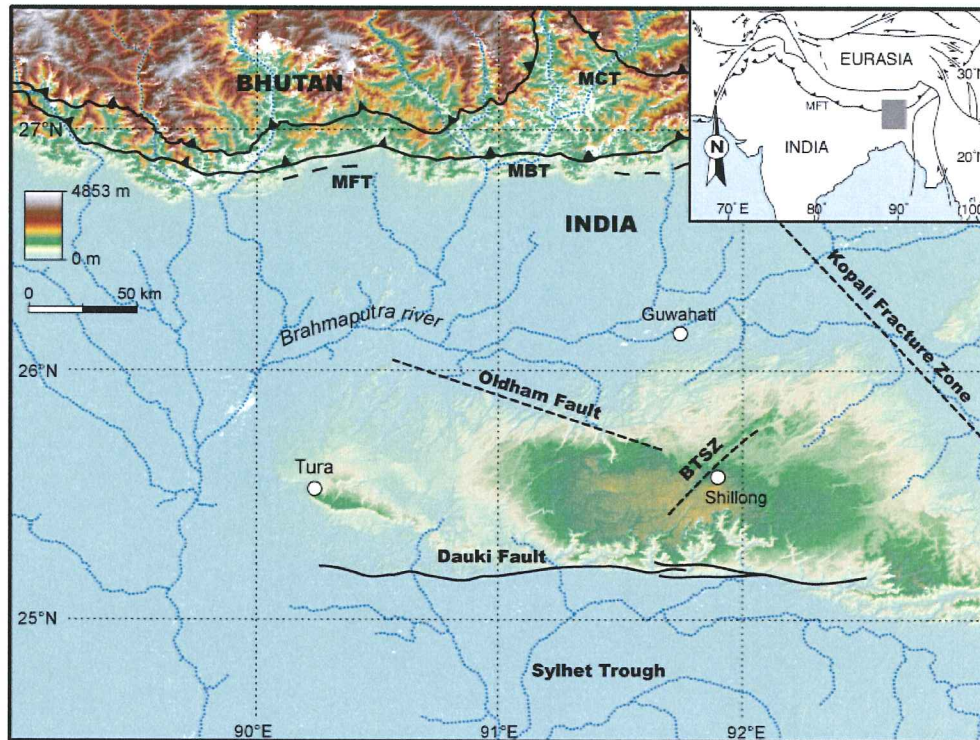 BHUTAN
MCT
27°N
MFT
MBT
4853 m
0 m
0
50 km
INDIA
N
EURASIA
MFT
INDIA
30°N
20°N
70°E
80°
90°
100°
Kopali Fracture Zone
Guwahati
Brahmaputra river
26°N
Oldham Fault
Tura
BTSZ
Shillong
Dauki Fault
25°N
Sylhet Trough
90°E
91°E
92°E